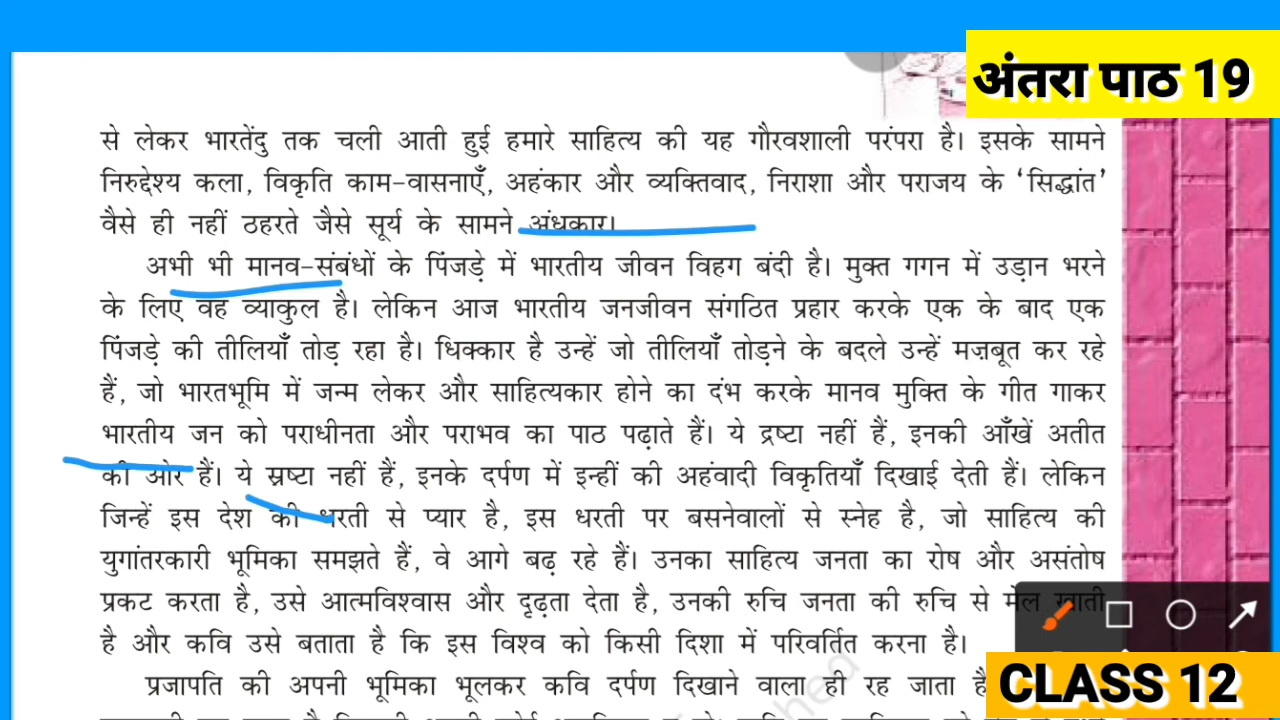 अंतरा पाठ 19
से लेकर भारतेंदु तक चली आती हुई हमारे साहित्य की यह गौरवशाली परंपरा है। इसके सामने
निरुद्देश्य कला, विकृति काम-वासनाएँ, अहंकार और व्यक्तिवाद, निराशा और पराजय के ‘सिद्धांत’
वैसे ही नहीं ठहरते जैसे सूर्य के सामने अंधकार।
अभी भी मानव-संबंधों के पिंजड़े में भारतीय जीवन विहग बंदी है। मुक्त गगन में उड़ान भरने
के लिए वह व्याकुल है। लेकिन आज भारतीय जनजीवन संगठित प्रहार करके एक के बाद एक
पिंजड़े की तीलियाँ तोड़ रहा है। धिक्कार है उन्हें जो तीलियाँ तोड़ने के बदले उन्हें मज़बूत कर रहे
हैं, जो भारतभूमि में जन्म लेकर और साहित्यकार होने का दंभ करके मानव मुक्ति के गीत गाकर
भारतीय जन को पराधीनता और पराभव का पाठ पढ़ाते हैं। ये द्रष्टा नहीं हैं, इनकी आँखें अतीत
की ओर हैं। ये स्रष्टा नहीं हैं, इनके दर्पण में इन्हीं की अहंवादी विकृतियाँ दिखाई देती हैं। लेकिन
जिन्हें इस देश की धरती से प्यार है, इस धरती पर बसनेवालों से स्नेह है, जो साहित्य की
युगांतरकारी भूमिका समझते हैं, वे आगे बढ़ रहे हैं। उनका साहित्य जनता का रोष और असंतोष
प्रकट करता है, उसे आत्मविश्वास और दृढ़ता देता है, उनकी रुचि जनता की रुचि से मेल खाती
है और कवि उसे बताता है कि इस विश्व को किसी दिशा में परिवर्तित करना है।
प्रजापति की अपनी भूमिका भूलकर कवि दर्पण दिखाने वाला ही रह जाता है
CLASS 12